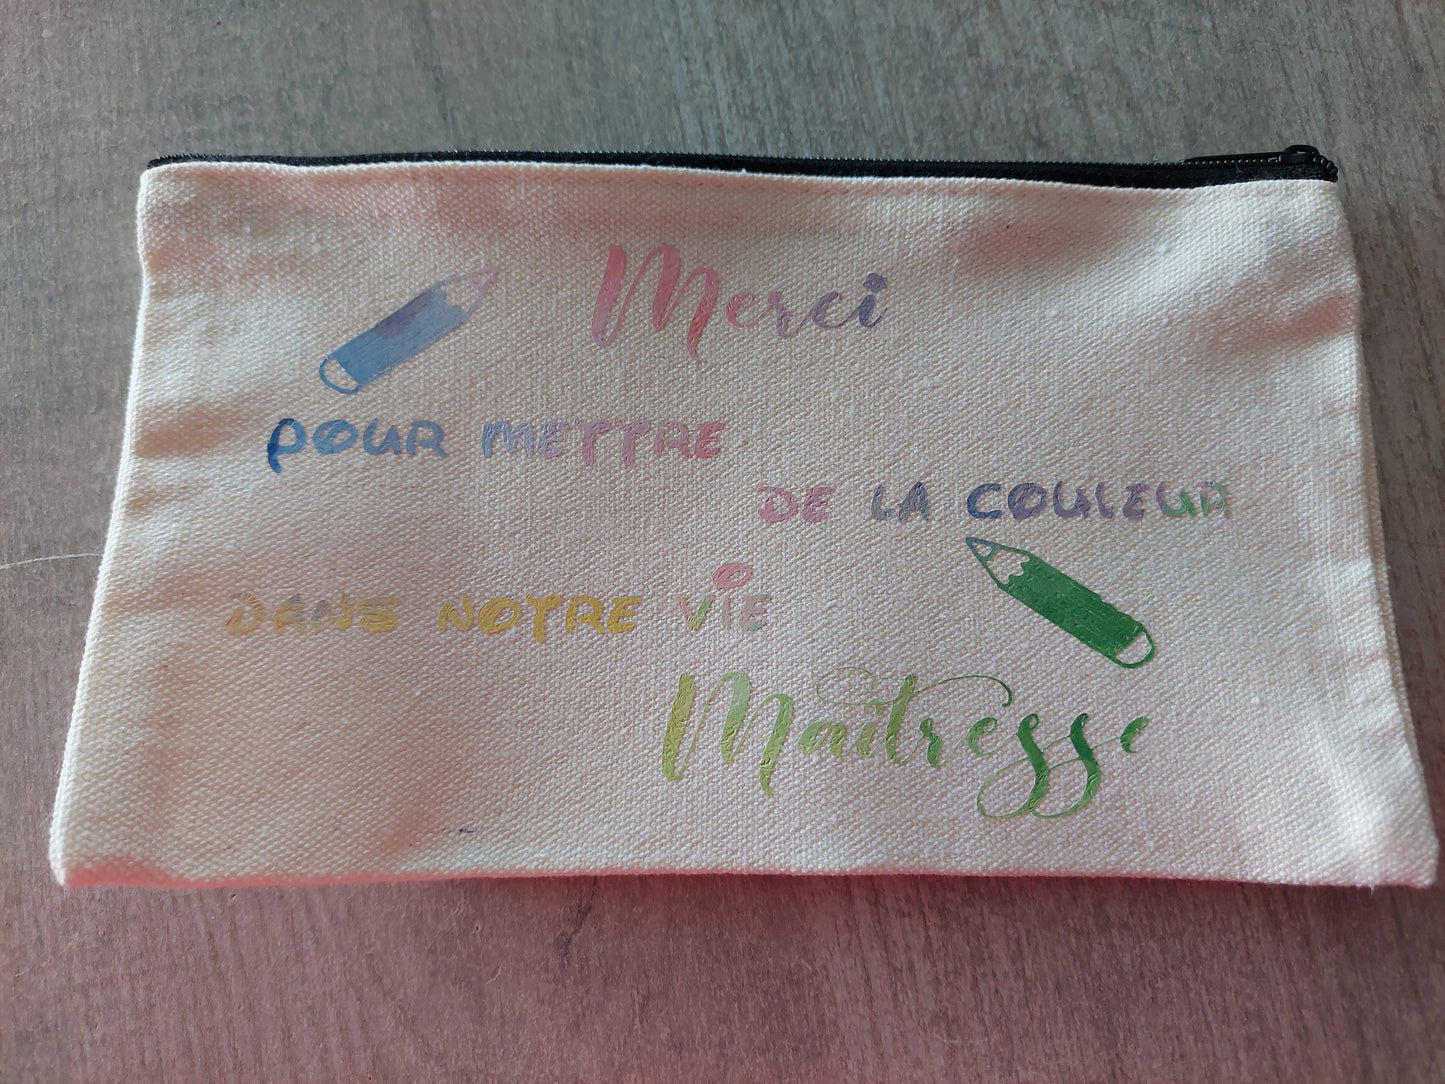 Merci
POUR METTRE
DE LA COULEUR
DANS NOTRE VIE
Maîtresse